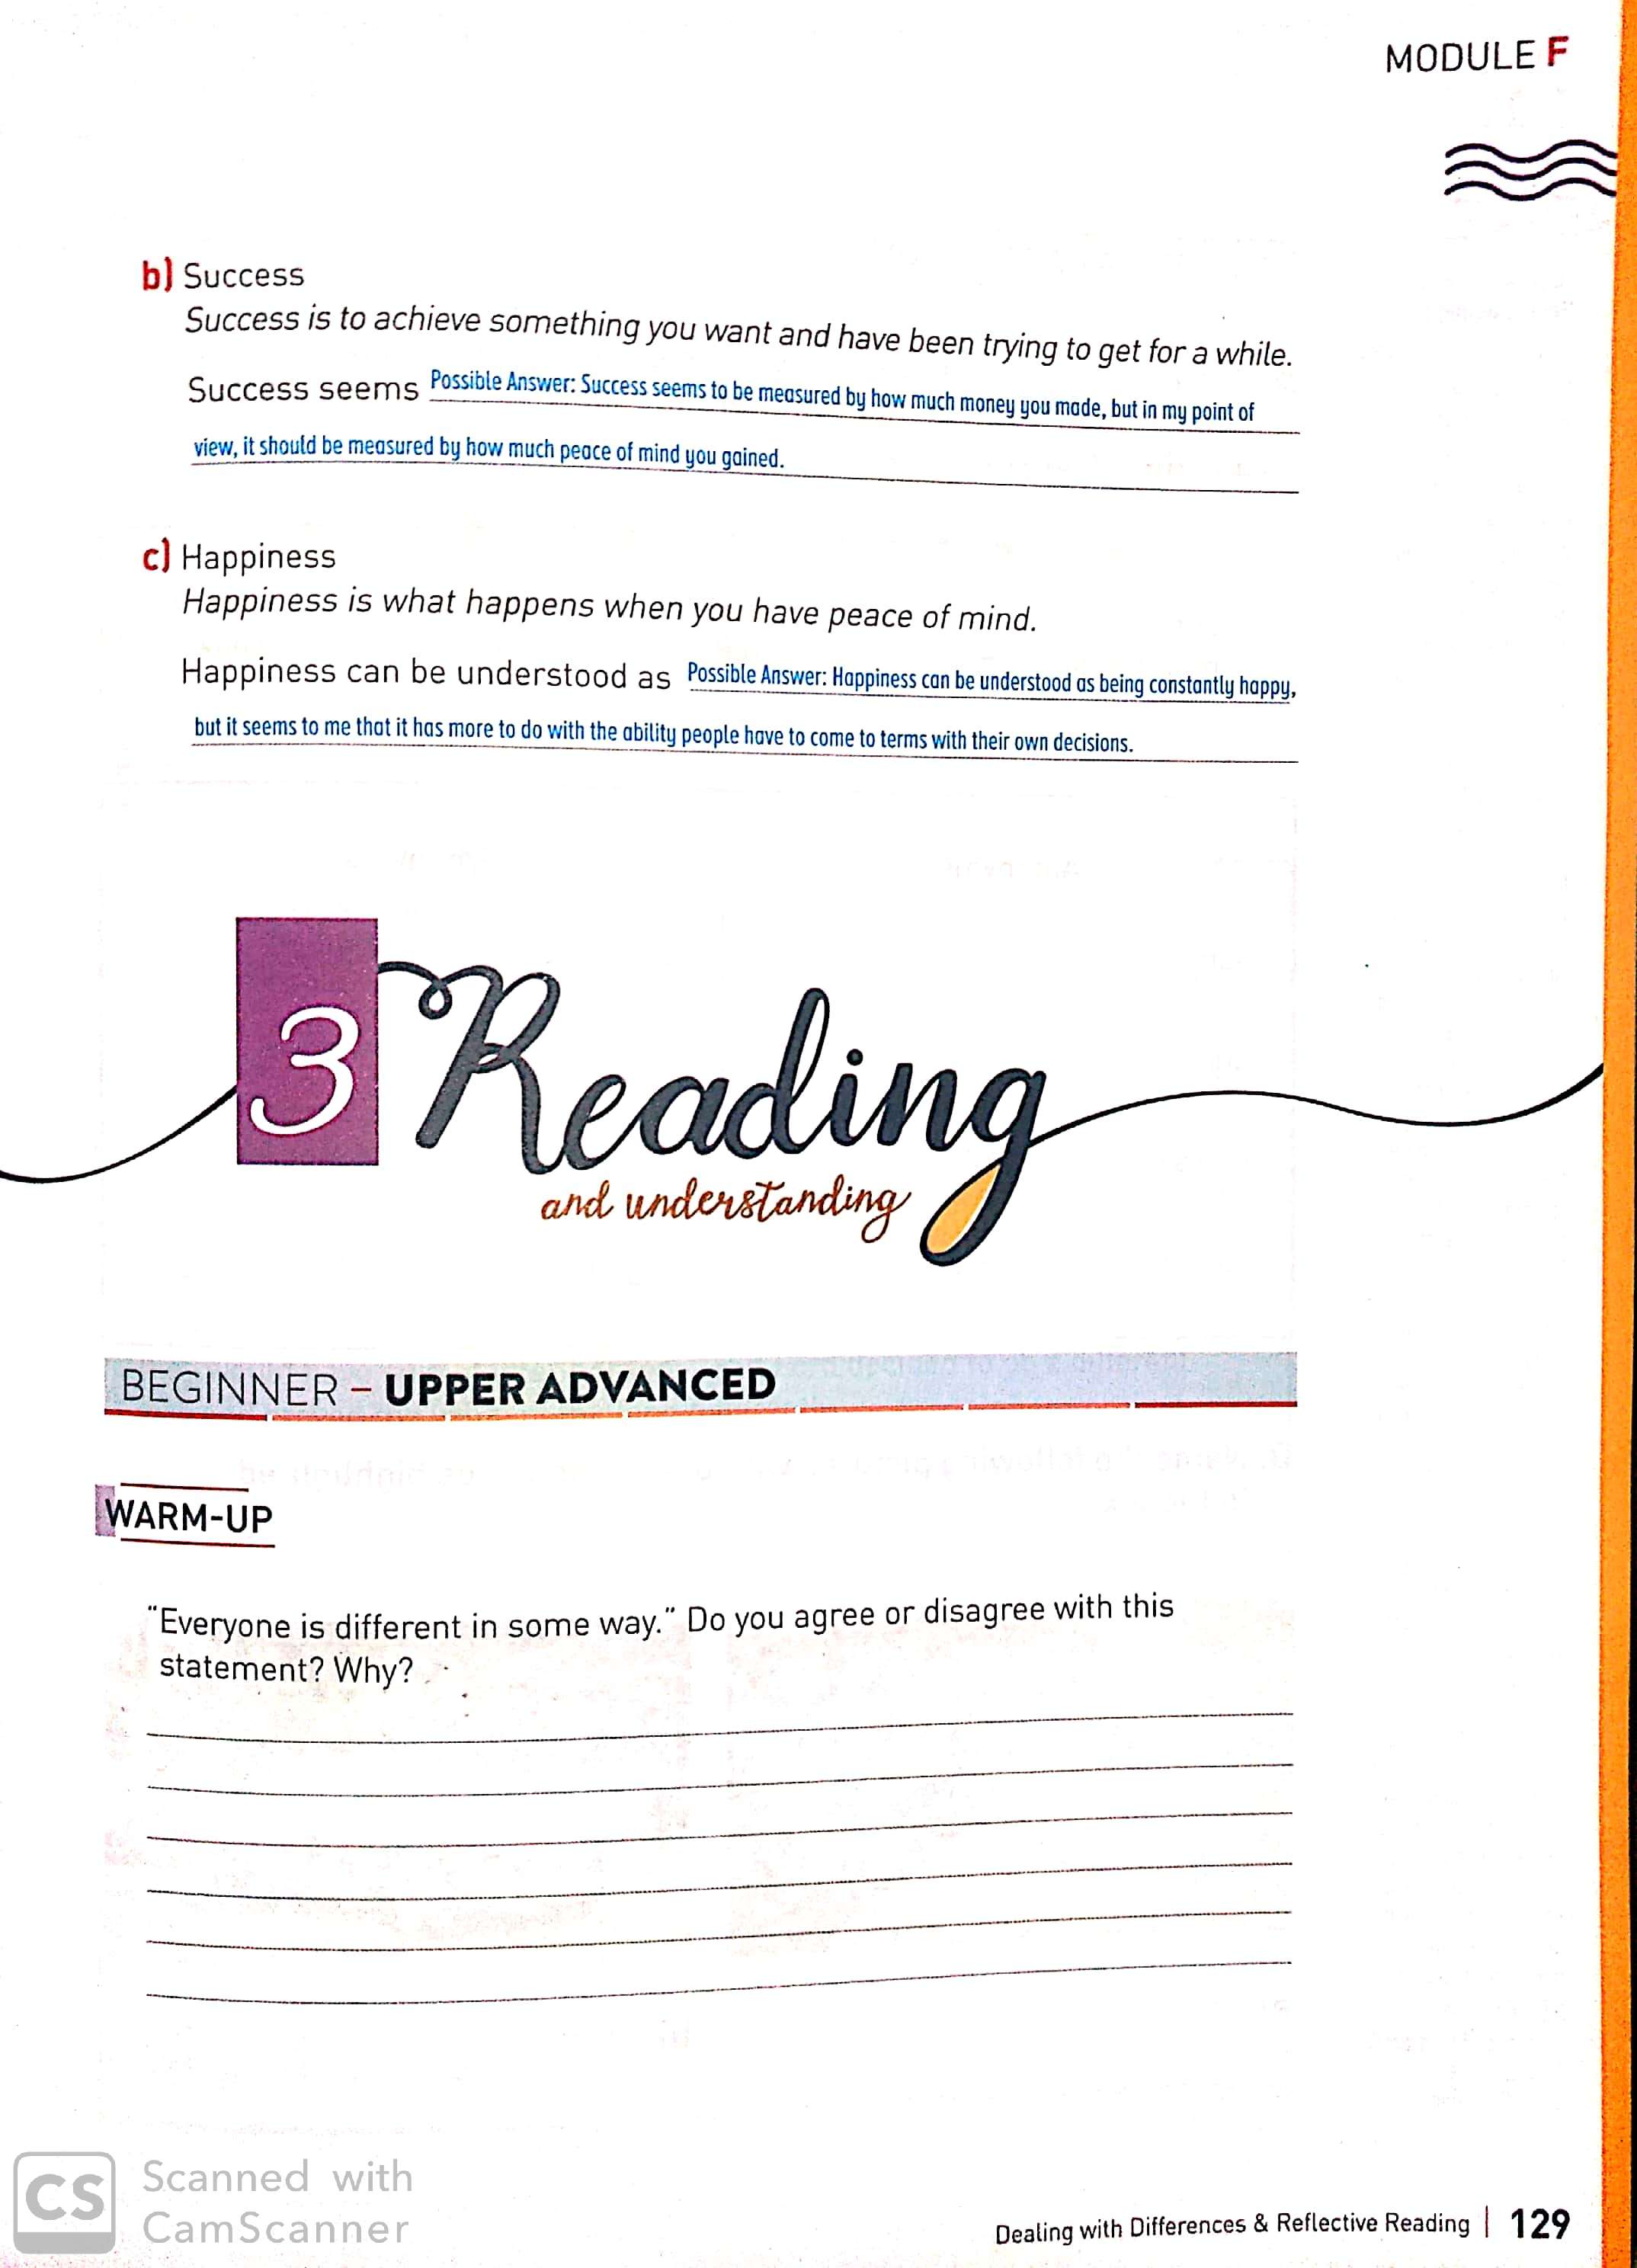 MODULE F
b) Success
Success is to achieve something you want and have been trying to get for a while.
Success seems Possible Answer: Success seems to be measured by how much money you made, but in my point of
view, it should be measured by how much peace of mind you gained.
c) Happiness
Happiness is what happens when you have peace of mind.
Happiness can be understood as Possible Answer: Happiness can be understood as being constantly happy,
but it seems to me that it has more to do with the ability people have to come to terms with their own decisions.
3 Reading
and understanding
BEGINNER – UPPER ADVANCED
WARM-UP
"Everyone is different in some way." Do you agree or disagree with this
statement? Why?
CS Scanned with
CamScanner
Dealing with Differences & Reflective Reading | 129